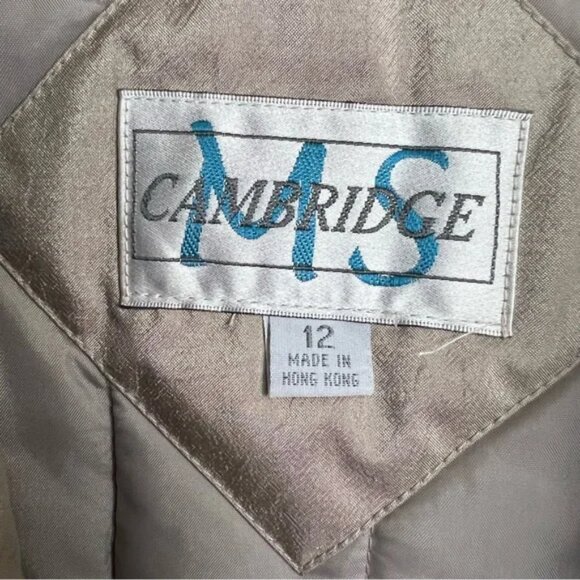 MS
CAMBRIDGE
12
MADE IN
HONG KONG